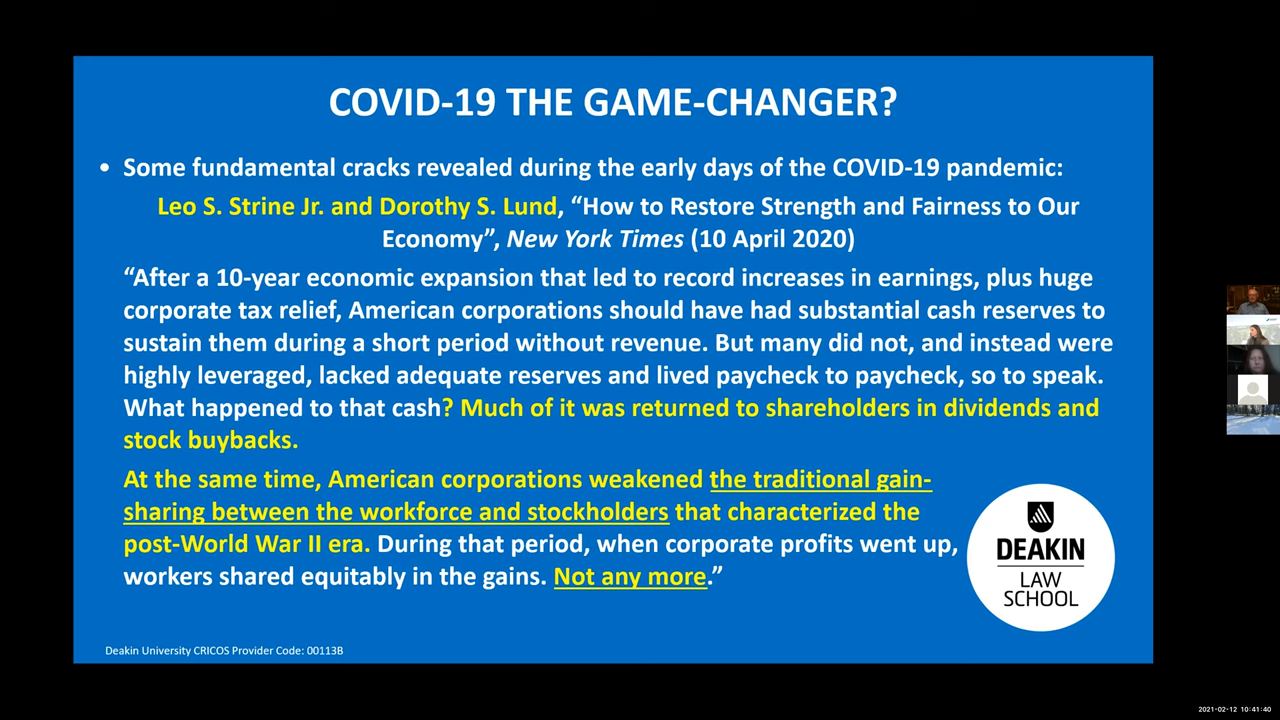 COVID-19 THE GAME-CHANGER?
• Some fundamental cracks revealed during the early days of the COVID-19 pandemic:
Leo S. Strine Jr. and Dorothy S. Lund, “How to Restore Strength and Fairness to Our
Economy”, New York Times (10 April 2020)
“After a 10-year economic expansion that led to record increases in earnings, plus huge
corporate tax relief, American corporations should have had substantial cash reserves to
sustain them during a short period without revenue. But many did not, and instead were
highly leveraged, lacked adequate reserves and lived paycheck to paycheck, so to speak.
What happened to that cash? Much of it was returned to shareholders in dividends and
stock buybacks.
At the same time, American corporations weakened the traditional gain-
sharing between the workforce and stockholders that characterized the
post-World War II era. During that period, when corporate profits went up,
workers shared equitably in the gains. Not any more.”
DEAKIN
LAW
SCHOOL
Deakin University CRICOS Provider Code: 00113B
2021-02-12 10:41:40